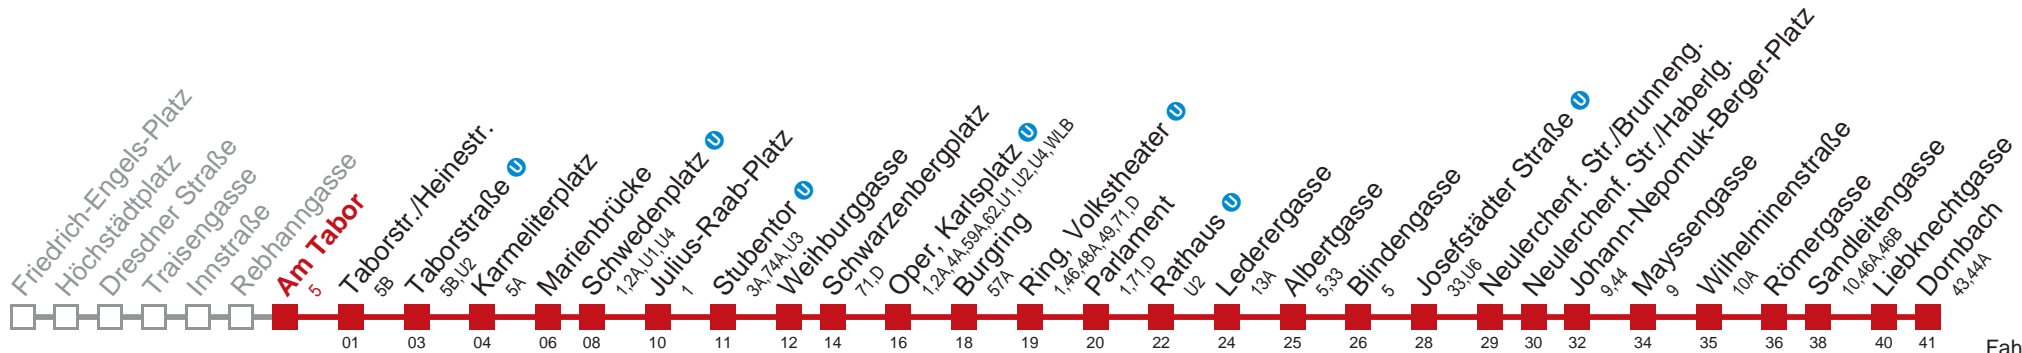 Friedrich-Engels-Platz
Höchstädtplatz
Dresdner Straße
Traisengasse
Innstraße
Rebhanngasse
Am Tabor
5
Taborstr./Heinestr.
5B
Taborstraße U
5B,U2
Karmeliterplatz
5A
Marienbrücke
Schwedenplatz U
1,2A,U1,U4
Julius-Raab-Platz
1
Stubentor U
3A,74A,U3
Weihburggasse
Schwarzenbergplatz
71,D
Oper, Karlsplatz U
1,2A,4A,59A,62,U1,U2,U4,WLB
Burgring
57A
Ring, Volkstheater U
1,46,48A,49,71,D
Parlament
1,71,D
Rathaus U
U2
Lederergasse
13A
Albertgasse
5,33
Blindengasse
5
Josefstädter Straße U
33,U6
Neulerchenf. Str./Brunneng.
Neulerchenf. Str./Haberlg.
Johann-Nepomuk-Berger-Platz
9,44
Mayssengasse
9
Wilhelminenstraße
10A
Römergasse
Sandleitengasse
10,46A,46B
Liebknechtgasse
Dornbach
43,44A
01 03 04 06 08 10 11 12 14 16 18 19 20 22 24 25 26 28 29 30 32 34 35 36 38 40 41
Fah